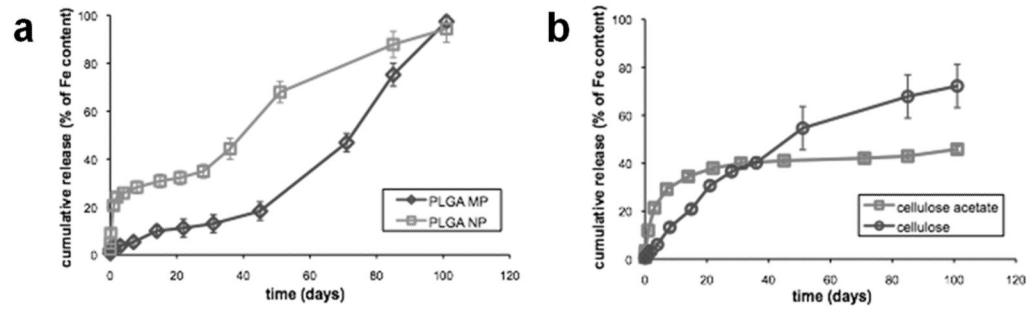 a
cumulative release (% of Fe content)
100
80
60
40
20
0
0 20 40 60 80 100 120
time (days)
PLGA MP
PLGA NP
b
cumulative release (% of Fe content)
100
80
60
40
20
0
0 20 40 60 80 100 120
time (days)
cellulose acetate
cellulose